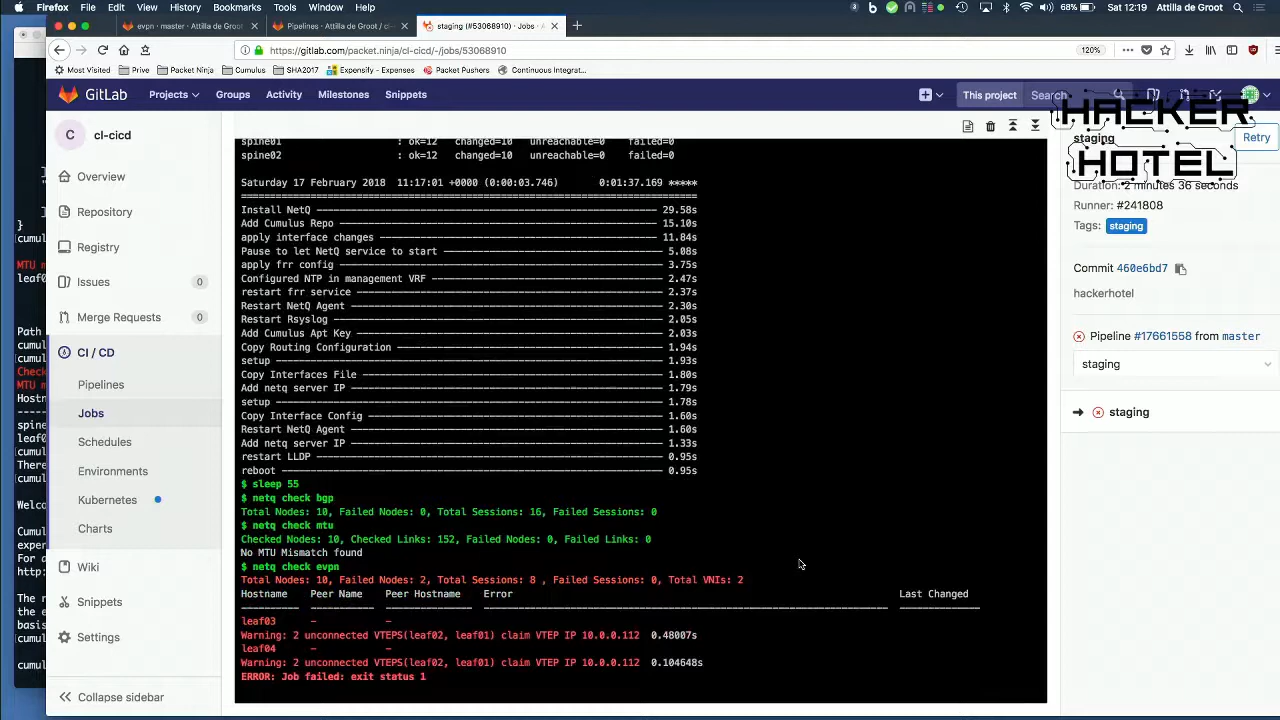 Firefox File Edit View History Bookmarks Tools Window Help
68% Sat 12:19 Attilla de Groot
evpn · master · Attilla de Groot
Pipelines · Attilla de Groot / cl-
staging (#53068910) · Jobs · A
https://gitlab.com/packet.ninja/cl-cicd/-/jobs/53068910
120%
Most Visited Prive Packet Ninja Cumulus SHA2017 Expensify - Expenses Packet Pushers Continuous Integrat...
GitLab Projects Groups Activity Milestones Snippets
This project Search
HACKER
HOTEL
C cl-cicd
Overview
Repository
Registry
Issues 0
Merge Requests 0
CI / CD
Pipelines
Jobs
Schedules
Environments
Kubernetes
Charts
Wiki
Snippets
Settings
Collapse sidebar
spine01 : ok=12 changed=10 unreachable=0 failed=0
spine02 : ok=12 changed=10 unreachable=0 failed=0
Saturday 17 February 2018 11:17:01 +0000 (0:00:03.746) 0:01:37.169 *****
===============================================================================
Install NetQ ------------------------------------------------- 29.58s
Add Cumulus Repo --------------------------------------------- 15.10s
apply interface changes -------------------------------------- 11.84s
Pause to let NetQ service to start --------------------------- 5.08s
apply frr config --------------------------------------------- 3.75s
Configured NTP in management VRF ----------------------------- 2.47s
restart frr service ------------------------------------------ 2.37s
Restart NetQ Agent ------------------------------------------- 2.30s
Restart Rsyslog ---------------------------------------------- 2.05s
Add Cumulus Apt Key ------------------------------------------ 2.03s
Copy Routing Configuration ----------------------------------- 1.94s
setup -------------------------------------------------------- 1.93s
Copy Interfaces File ----------------------------------------- 1.80s
Add netq server IP ------------------------------------------- 1.79s
setup -------------------------------------------------------- 1.78s
Copy Interface Config ---------------------------------------- 1.60s
Restart NetQ Agent ------------------------------------------- 1.60s
Add netq server IP ------------------------------------------- 1.33s
restart LLDP ------------------------------------------------- 0.95s
reboot ------------------------------------------------------- 0.95s
$ sleep 55
$ netq check bgp
Total Nodes: 10, Failed Nodes: 0, Total Sessions: 16, Failed Sessions: 0
$ netq check mtu
Checked Nodes: 10, Checked Links: 152, Failed Nodes: 0, Failed Links: 0
No MTU Mismatch found
$ netq check evpn
Total Nodes: 10, Failed Nodes: 2, Total Sessions: 8 , Failed Sessions: 0, Total VNIs: 2
Hostname Peer Name Peer Hostname Error Last Changed
leaf03 - -
Warning: 2 unconnected VTEPS(leaf02, leaf01) claim VTEP IP 10.0.0.112 0.48007s
leaf04 - -
Warning: 2 unconnected VTEPS(leaf02, leaf01) claim VTEP IP 10.0.0.112 0.104648s
ERROR: Job failed: exit status 1
staging
Retry
Duration: 2 minutes 36 seconds
Runner: #241808
Tags: staging
Commit 460e6bd7
hackerhotel
Pipeline #17661558 from master
staging
staging